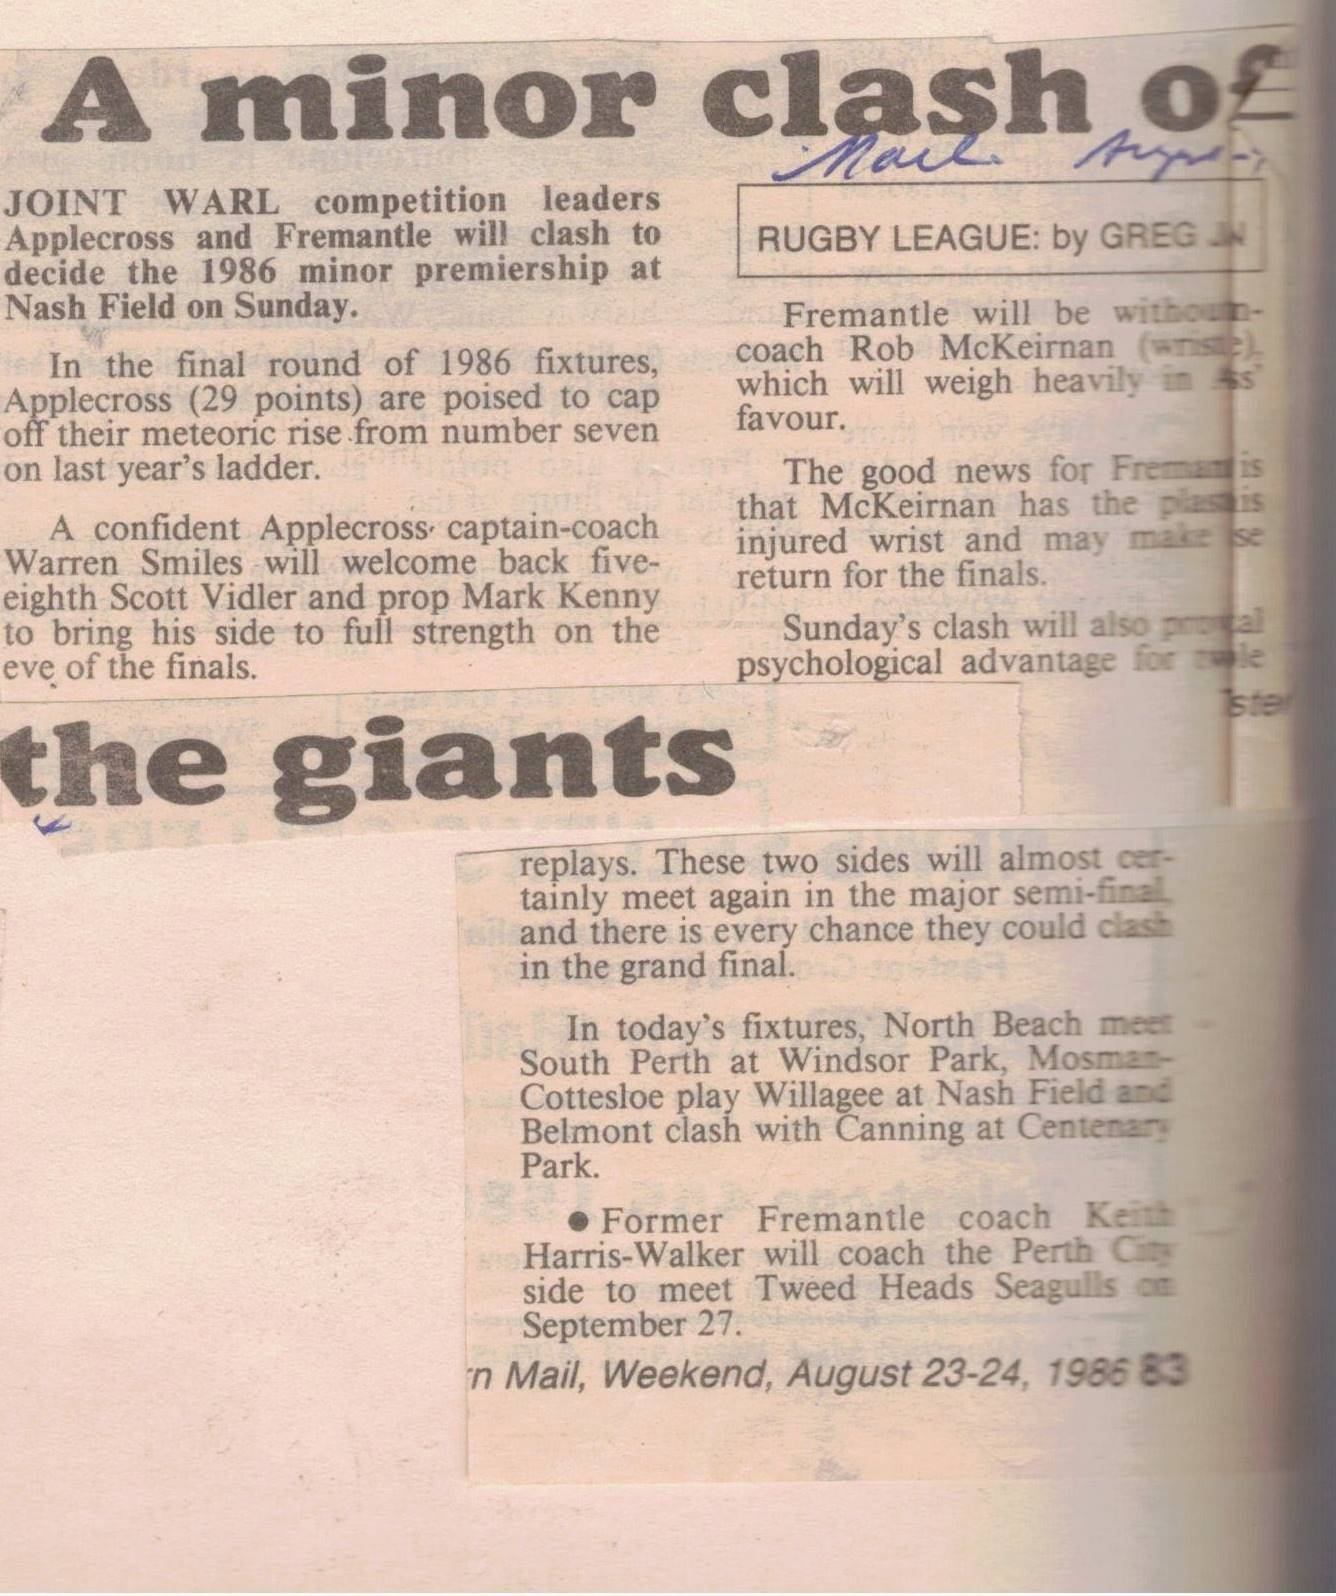 A minor clash of
Mail
JOINT WARL competition leaders
Applecross and Fremantle will clash to
decide the 1986 minor premiership at
Nash Field on Sunday.
In the final round of 1986 fixtures,
Applecross (29 points) are poised to cap
off their meteoric rise from number seven
on last year's ladder.
A confident Applecross captain-coach
Warren Smiles will welcome back five-
eighth Scott Vidler and prop Mark Kenny
to bring his side to full strength on the
eve of the finals.
RUGBY LEAGUE: by GREG
Fremantle will be
coach Rob McKeirnan
which will weigh heavily in
favour.
The good news for is
that McKeirnan has the
injured wrist and may make
return for the finals.
Sunday's clash will also
psychological advantage for
the giants
replays. These two sides will almost cer-
tainly meet again in the major semi-final,
and there is every chance they could clash
in the grand final.
In today's fixtures, North Beach meet
South Perth at Windsor Park, Mosman-
Cottesloe play Willagee at Nash Field and
Belmont clash with Canning at Centenary
Park.
● Former Fremantle coach Keith
Harris-Walker will coach the Perth City
side to meet Tweed Heads Seagulls on
September 27.
rn Mail, Weekend, August 23-24, 1986 83